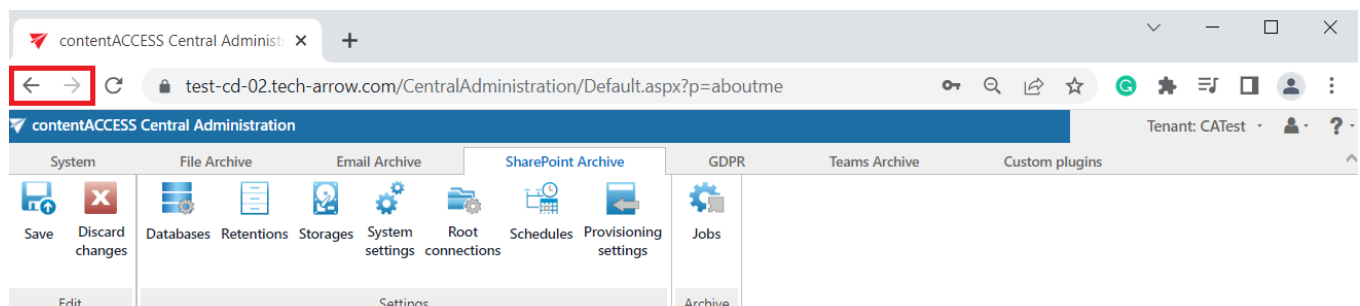 contentACCESS Central Administr
test-cd-02.tech-arrow.com/CentralAdministration/Default.aspx?p=aboutme
contentACCESS Central Administration
Tenant: CATest
System
File Archive
Email Archive
SharePoint Archive
GDPR
Teams Archive
Custom plugins
Save
Discard
changes
Databases
Retentions
Storages
System
settings
Root
connections
Schedules
Provisioning
settings
Jobs
Edit
Settings
Archive